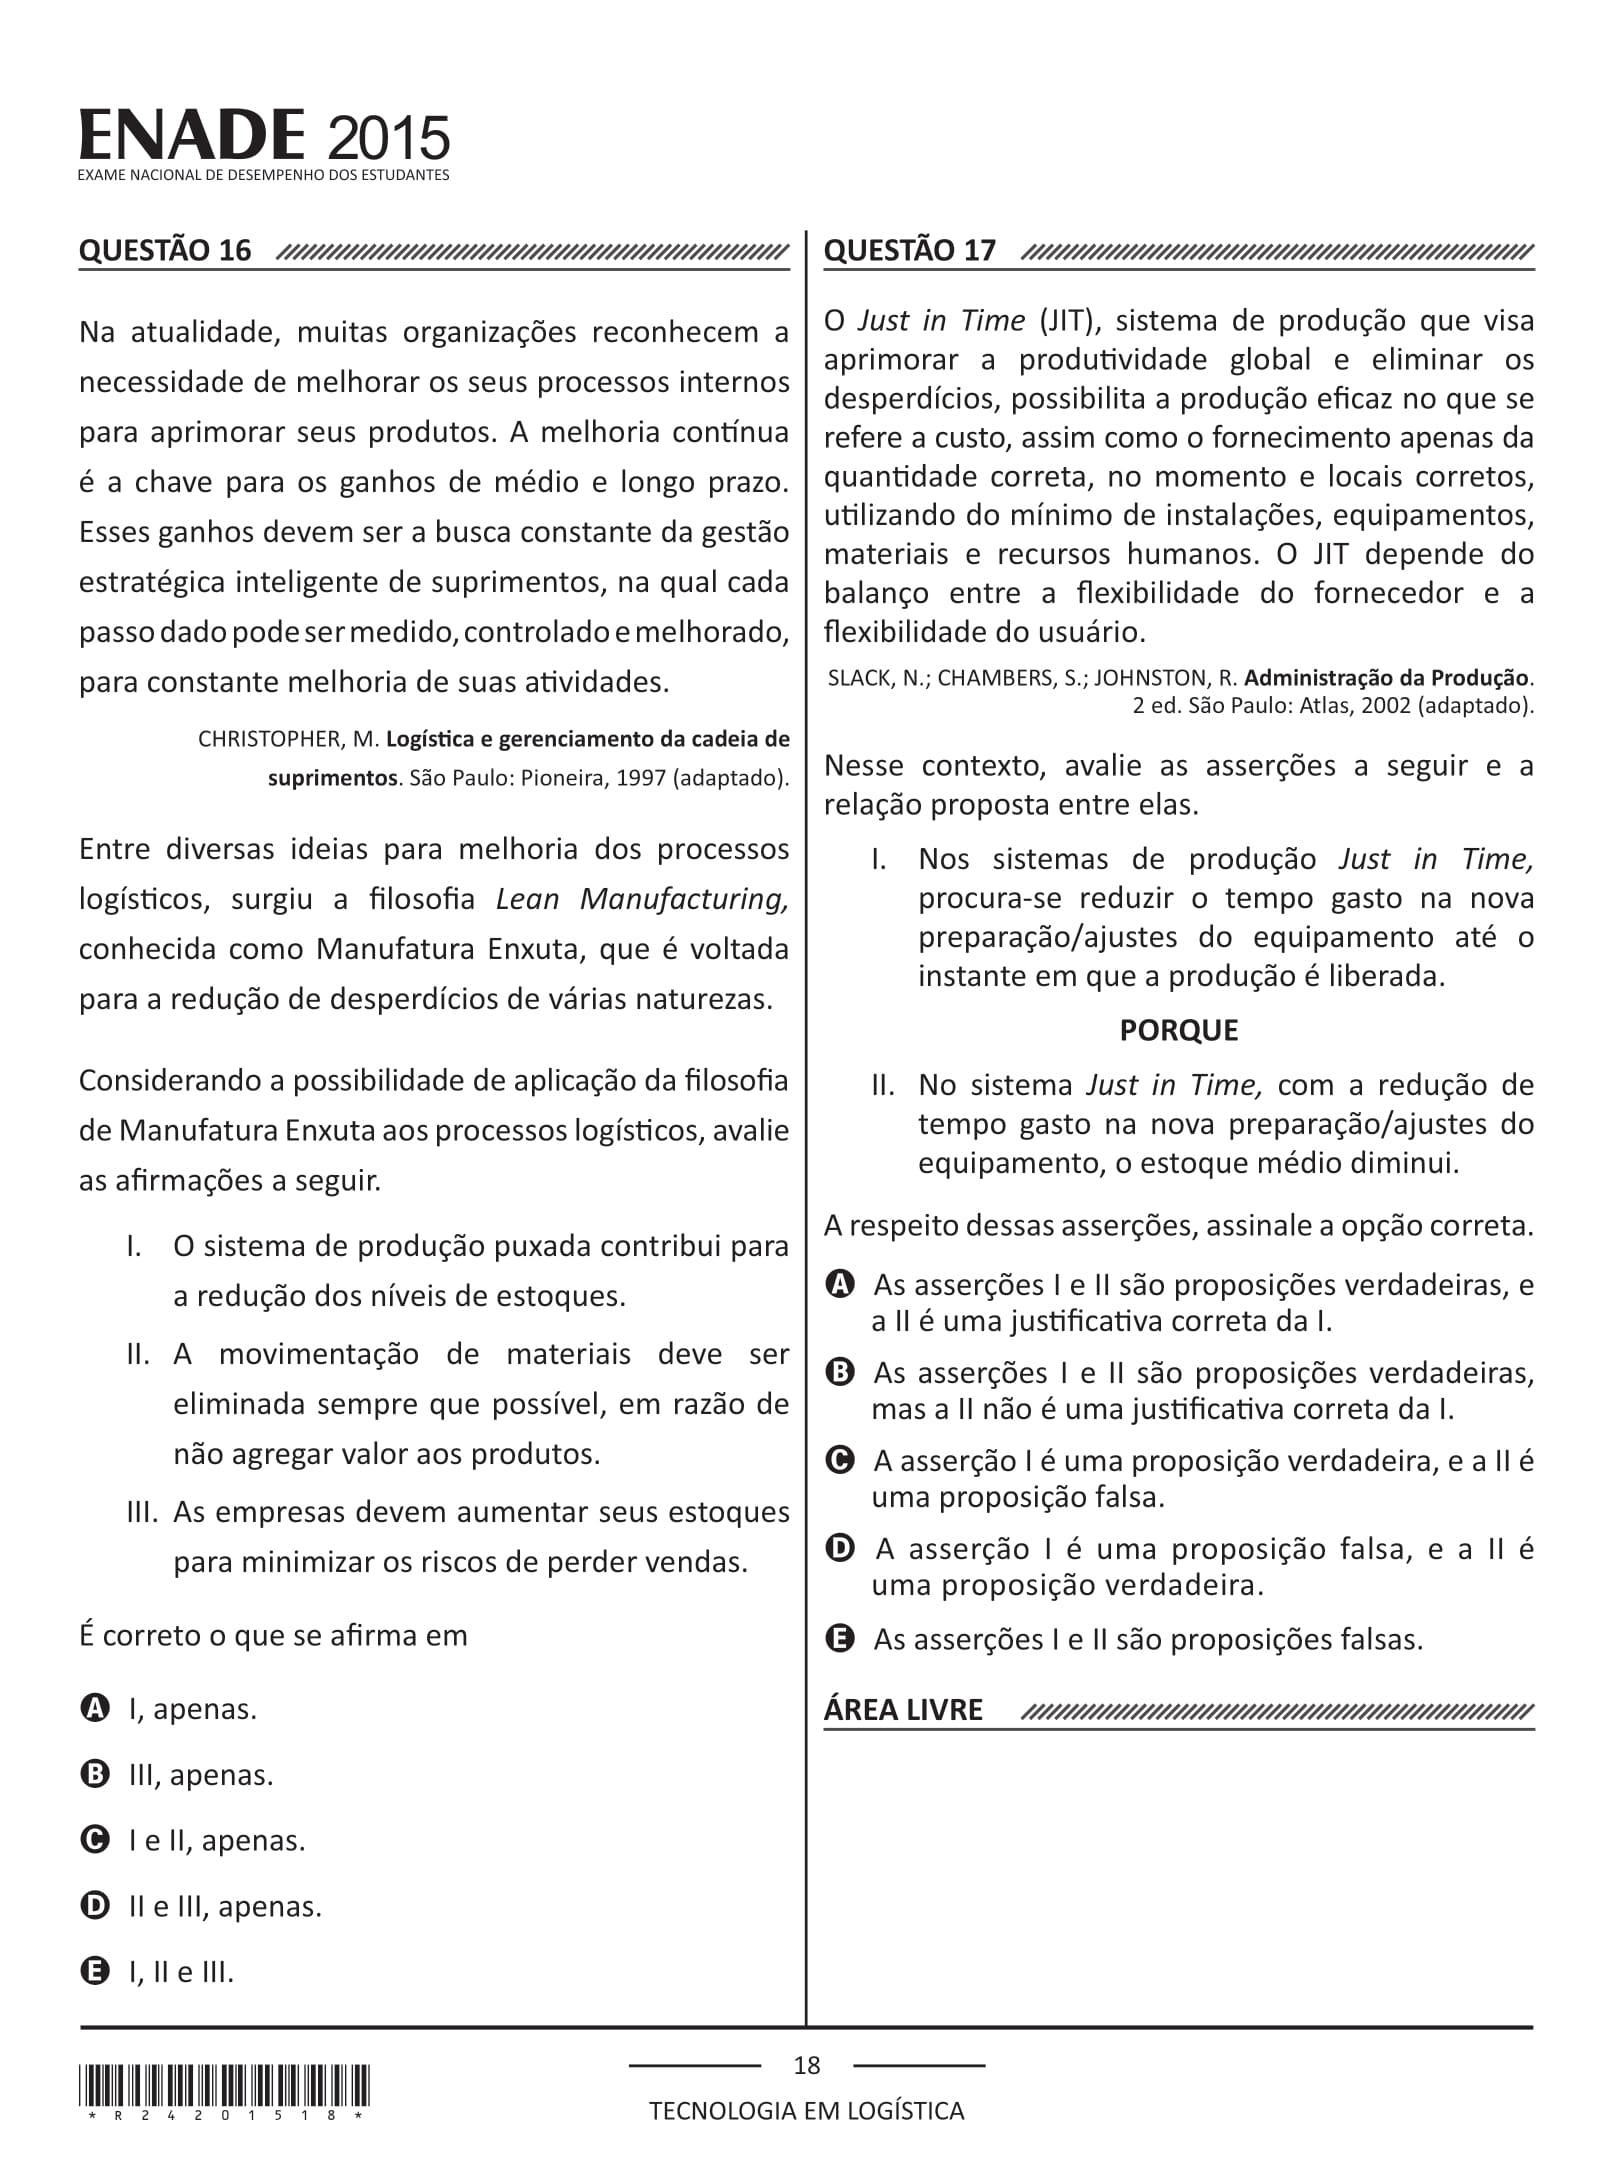 ENADE 2015
EXAME NACIONAL DE DESEMPENHO DOS ESTUDANTES
QUESTÃO 16
Na atualidade, muitas organizações reconhecem a
necessidade de melhorar os seus processos internos
para aprimorar seus produtos. A melhoria contínua
é a chave para os ganhos de médio e longo prazo.
Esses ganhos devem ser a busca constante da gestão
estratégica inteligente de suprimentos, na qual cada
passo dado pode ser medido, controlado e melhorado,
para constante melhoria de suas atividades.
CHRISTOPHER, M. Logística e gerenciamento da cadeia de
suprimentos. São Paulo: Pioneira, 1997 (adaptado).
Entre diversas ideias para melhoria dos processos
logísticos, surgiu a filosofia Lean Manufacturing,
conhecida como Manufatura Enxuta, que é voltada
para a redução de desperdícios de várias naturezas.
Considerando a possibilidade de aplicação da filosofia
de Manufatura Enxuta aos processos logísticos, avalie
as afirmações a seguir.
I. O sistema de produção puxada contribui para
a redução dos níveis de estoques.
II. A movimentação de materiais deve ser
eliminada sempre que possível, em razão de
não agregar valor aos produtos.
III. As empresas devem aumentar seus estoques
para minimizar os riscos de perder vendas.
É correto o que se afirma em
A I, apenas.
B III, apenas.
C I e II, apenas.
D II e III, apenas.
E I, II e III.
QUESTÃO 17
O Just in Time (JIT), sistema de produção que visa
aprimorar a produtividade global e eliminar os
desperdícios, possibilita a produção eficaz no que se
refere a custo, assim como o fornecimento apenas da
quantidade correta, no momento e locais corretos,
utilizando do mínimo de instalações, equipamentos,
materiais e recursos humanos. O JIT depende do
balanço entre a flexibilidade do fornecedor e a
flexibilidade do usuário.
SLACK, N.; CHAMBERS, S.; JOHNSTON, R. Administração da Produção.
2 ed. São Paulo: Atlas, 2002 (adaptado).
Nesse contexto, avalie as asserções a seguir e a
relação proposta entre elas.
I. Nos sistemas de produção Just in Time,
procura-se reduzir o tempo gasto na nova
preparação/ajustes do equipamento até o
instante em que a produção é liberada.
PORQUE
II. No sistema Just in Time, com a redução de
tempo gasto na nova preparação/ajustes do
equipamento, o estoque médio diminui.
A respeito dessas asserções, assinale a opção correta.
A As asserções I e II são proposições verdadeiras, e
a II é uma justificativa correta da I.
B As asserções I e II são proposições verdadeiras,
mas a II não é uma justificativa correta da I.
C A asserção I é uma proposição verdadeira, e a II é
uma proposição falsa.
D A asserção I é uma proposição falsa, e a II é
uma proposição verdadeira.
E As asserções I e II são proposições falsas.
ÁREA LIVRE
*R24201518*
18
TECNOLOGIA EM LOGÍSTICA